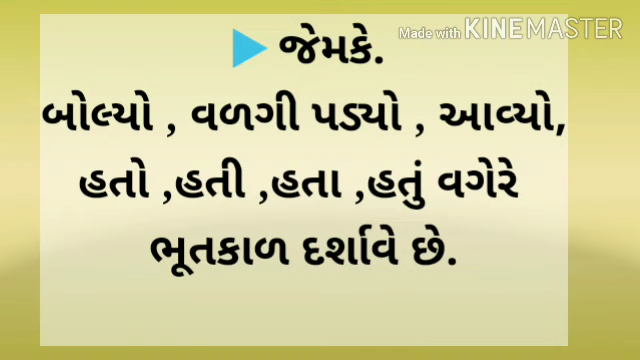 Made with KINEMASTER
▶ જેમકે.
બોલ્યો , વળગી પડ્યો , આવ્યો,
હતો ,હતી ,હતા ,હતું વગેરે
ભૂતકાળ દર્શાવે છે.